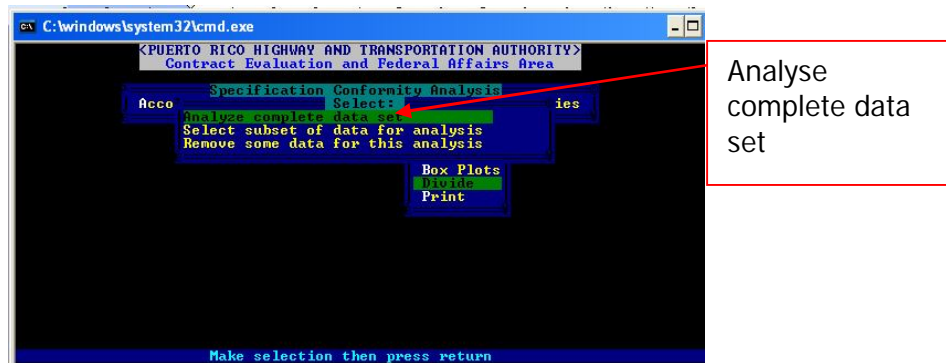 C:\windows\system32\cmd.exe
<PUERTO RICO HIGHWAY AND TRANSPORTATION AUTHORITY>
Contract Evaluation and Federal Affairs Area
Specification Conformity Analysis
Acco Select: ies
Analyze complete data set
Select subset of data for analysis
Remove some data for this analysis
Box Plots
Divide
Print
Make selection then press return
Analyse
complete data
set